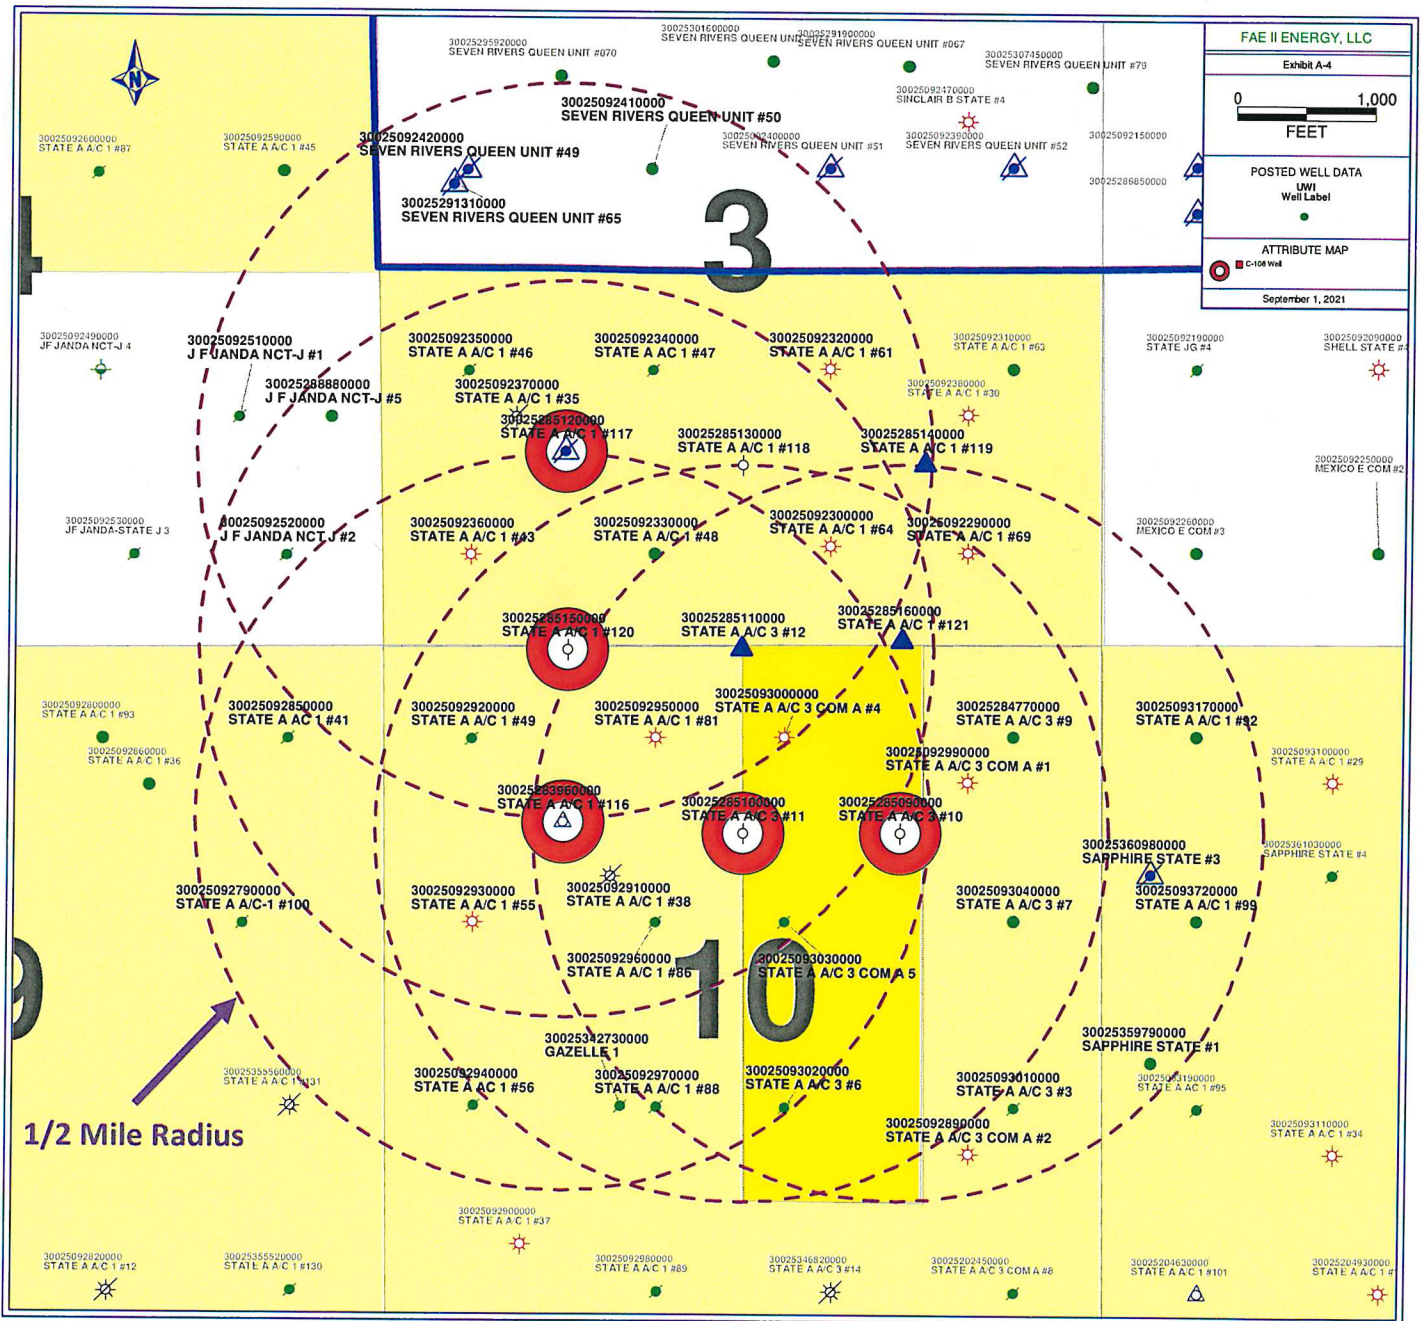 FAE II ENERGY, LLC
Exhibit A-4
0 1,000
FEET
POSTED WELL DATA
UWI
Well Label
ATTRIBUTE MAP
C-108 Well
September 1, 2021
N
30025295920000
SEVEN RIVERS QUEEN UNIT #070
30025301600000
SEVEN RIVERS QUEEN UNIT
30025291900000
SEVEN RIVERS QUEEN UNIT #067
30025307450000
SEVEN RIVERS QUEEN UNIT #79
30025092470000
SINCLAIR B STATE #4
30025092410000
SEVEN RIVERS QUEEN UNIT #50
30025092600000
STATE A A/C 1 #87
30025092590000
STATE A A/C 1 #45
30025092420000
SEVEN RIVERS QUEEN UNIT #49
30025092400000
SEVEN RIVERS QUEEN UNIT #51
30025092390000
SEVEN RIVERS QUEEN UNIT #52
30025092150000
30025286850000
30025291310000
SEVEN RIVERS QUEEN UNIT #65
4
3
30025092490000
JF JANDA NCT-J 4
30025092510000
J F JANDA NCT-J #1
30025288880000
J F JANDA NCT-J #5
30025092350000
STATE A A/C 1 #46
30025092340000
STATE A AC 1 #47
30025092320000
STATE A A/C 1 #61
30025092310000
STATE A A/C 1 #63
30025092190000
STATE JG #4
30025092090000
SHELL STATE #4
30025092370000
STATE A A/C 1 #35
30025092380000
STATE A A/C 1 #30
30025285120000
STATE A A/C 1 #117
30025285130000
STATE A A/C 1 #118
30025285140000
STATE A A/C 1 #119
30025092250000
MEXICO E COM #2
30025092530000
JF JANDA-STATE J 3
30025092520000
J F JANDA NCT J #2
30025092360000
STATE A A/C 1 #43
30025092330000
STATE A A/C 1 #48
30025092300000
STATE A A/C 1 #64
30025092290000
STATE A A/C 1 #69
30025092260000
MEXICO E COM #3
30025285150000
STATE A A/C 1 #120
30025285110000
STATE A A/C 3 #12
30025285160000
STATE A A/C 1 #121
30025092800000
STATE A A/C 1 #93
30025092850000
STATE A AC 1 #41
30025092920000
STATE A A/C 1 #49
30025092950000
STATE A A/C 1 #81
30025093000000
STATE A A/C 3 COM A #4
30025284770000
STATE A A/C 3 #9
30025093170000
STATE A A/C 1 #92
30025092860000
STATE A A/C 1 #36
30025092990000
STATE A A/C 3 COM A #1
30025093100000
STATE A A/C 1 #29
30025283960000
STATE A A/C 1 #116
30025285100000
STATE A A/C 3 #11
30025285090000
STATE A A/C 3 #10
30025360980000
SAPPHIRE STATE #3
30025361030000
SAPPHIRE STATE #4
30025092790000
STATE A A/C-1 #100
30025092930000
STATE A A/C 1 #55
30025092910000
STATE A A/C 1 #38
30025093040000
STATE A A/C 3 #7
30025093720000
STATE A A/C 1 #99
30025092960000
STATE A A/C 1 #86
30025093030000
STATE A A/C 3 COM A 5
9
10
30025342730000
GAZELLE 1
30025359790000
SAPPHIRE STATE #1
30025355560000
STATE A A/C 1 #131
30025092940000
STATE A AC 1 #56
30025092970000
STATE A A/C 1 #88
30025093020000
STATE A A/C 3 #6
30025093010000
STATE A A/C 3 #3
30025093190000
STATE A AC 1 #95
1/2 Mile Radius
30025092890000
STATE A A/C 3 COM A #2
30025093110000
STATE A A/C 1 #34
30025092900000
STATE A A/C 1 #37
30025092820000
STATE A A/C 1 #12
30025355520000
STATE A A/C 1 #130
30025092980000
STATE A A/C 1 #89
30025346820000
STATE A A/C 3 #14
30025202450000
STATE A A/C 3 COM A #8
30025204630000
STATE A A/C 1 #101
30025204930000
STATE A A/C 1 #